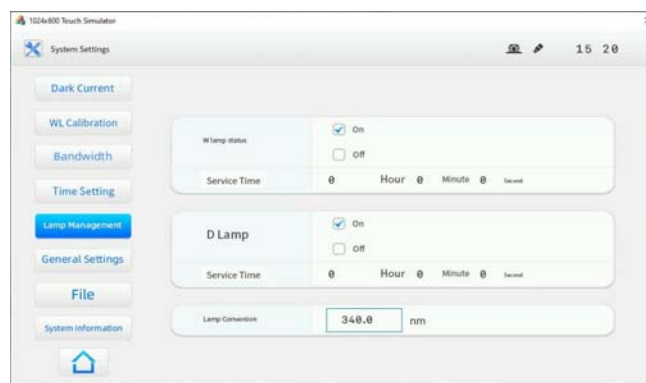 1024x600 Touch Simulator
System Settings
15 20
Dark Current
WL Calibration
Bandwidth
Time Setting
Lamp Management
General Settings
File
System Information
W lamp status
On
Off
Service Time 0 Hour 0 Minute 0 Second
D Lamp
On
Off
Service Time 0 Hour 0 Minute 0 Second
Lamp Conversion 340.0 nm